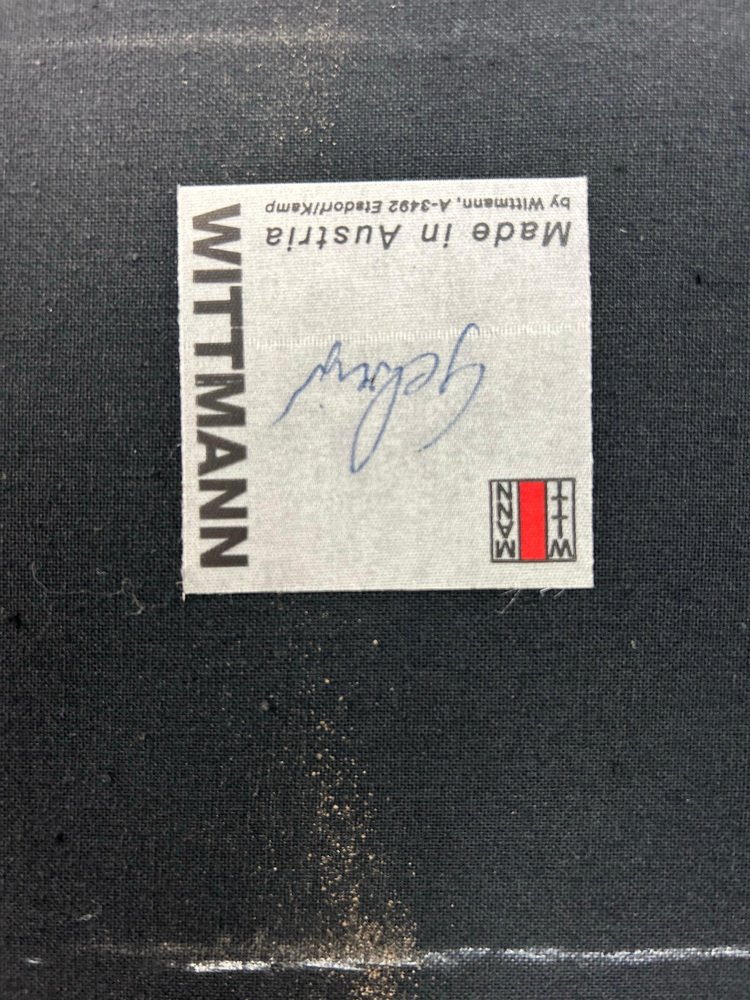 WITT
MANN
Made in Austria
by Wittmann, A-3492 Etsdorf/Kamp
WITTMANN